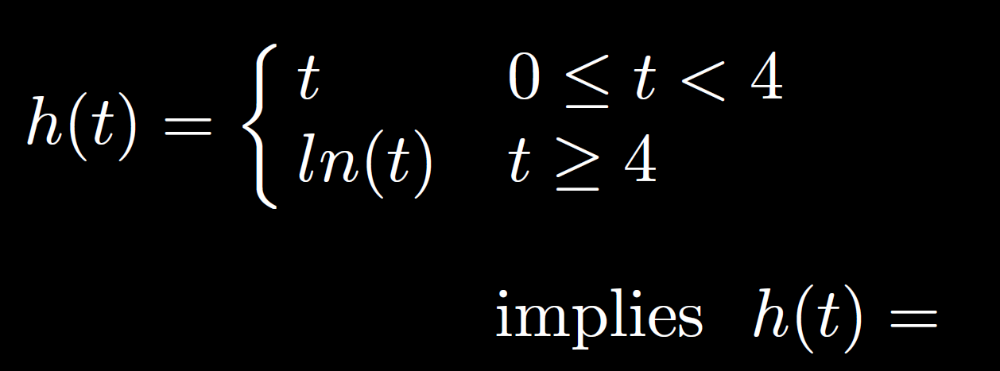 h(t) = { t 0 ≤ t < 4
ln(t) t ≥ 4
implies h(t) =